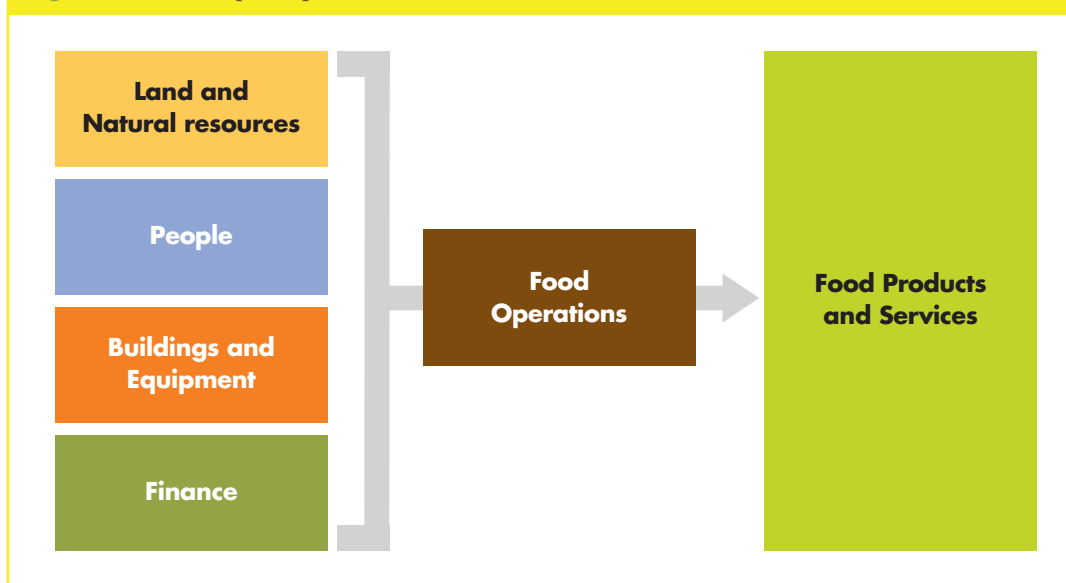 Land and
Natural resources
People
Buildings and
Equipment
Finance
Food
Operations
Food Products
and Services